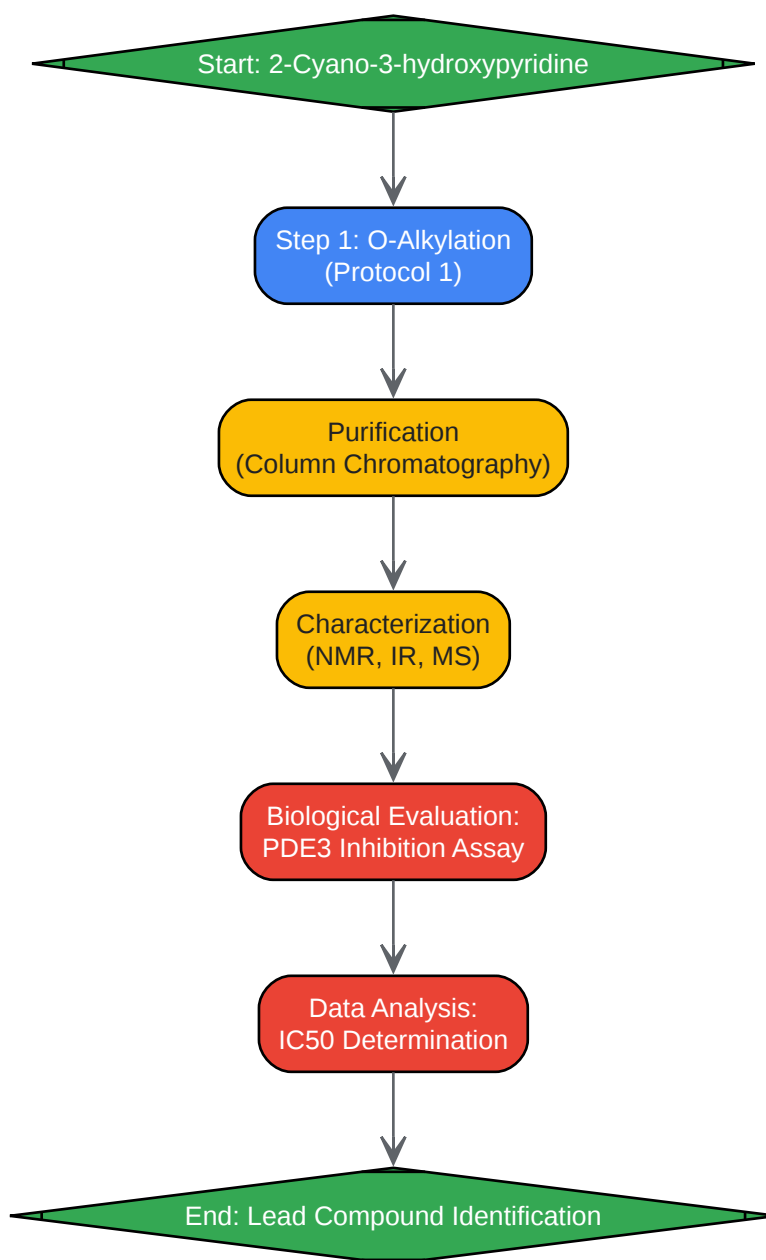 Start: 2-Cyano-3-hydroxypyridine
Step 1: O-Alkylation
(Protocol 1)
Purification
(Column Chromatography)
Characterization
(NMR, IR, MS)
Biological Evaluation:
PDE3 Inhibition Assay
Data Analysis:
IC50 Determination
End: Lead Compound Identification